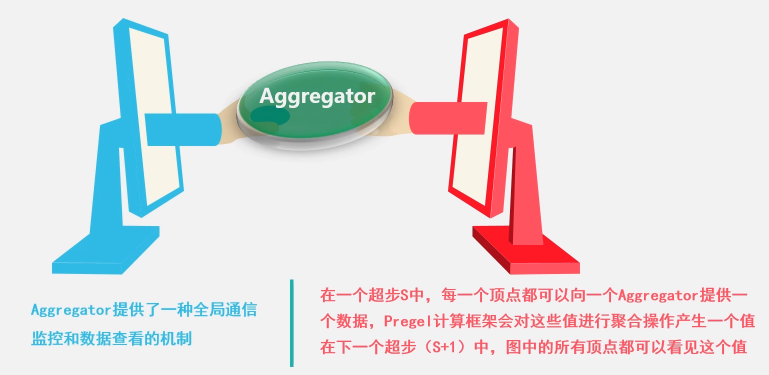 Aggregator
Aggregator提供了一种全局通信
监控和数据查看的机制
在一个超步S中，每一个顶点都可以向一个Aggregator提供一
个数据，Pregel计算框架会对这些值进行聚合操作产生一个值
在下一个超步（S+1）中，图中的所有顶点都可以看见这个值